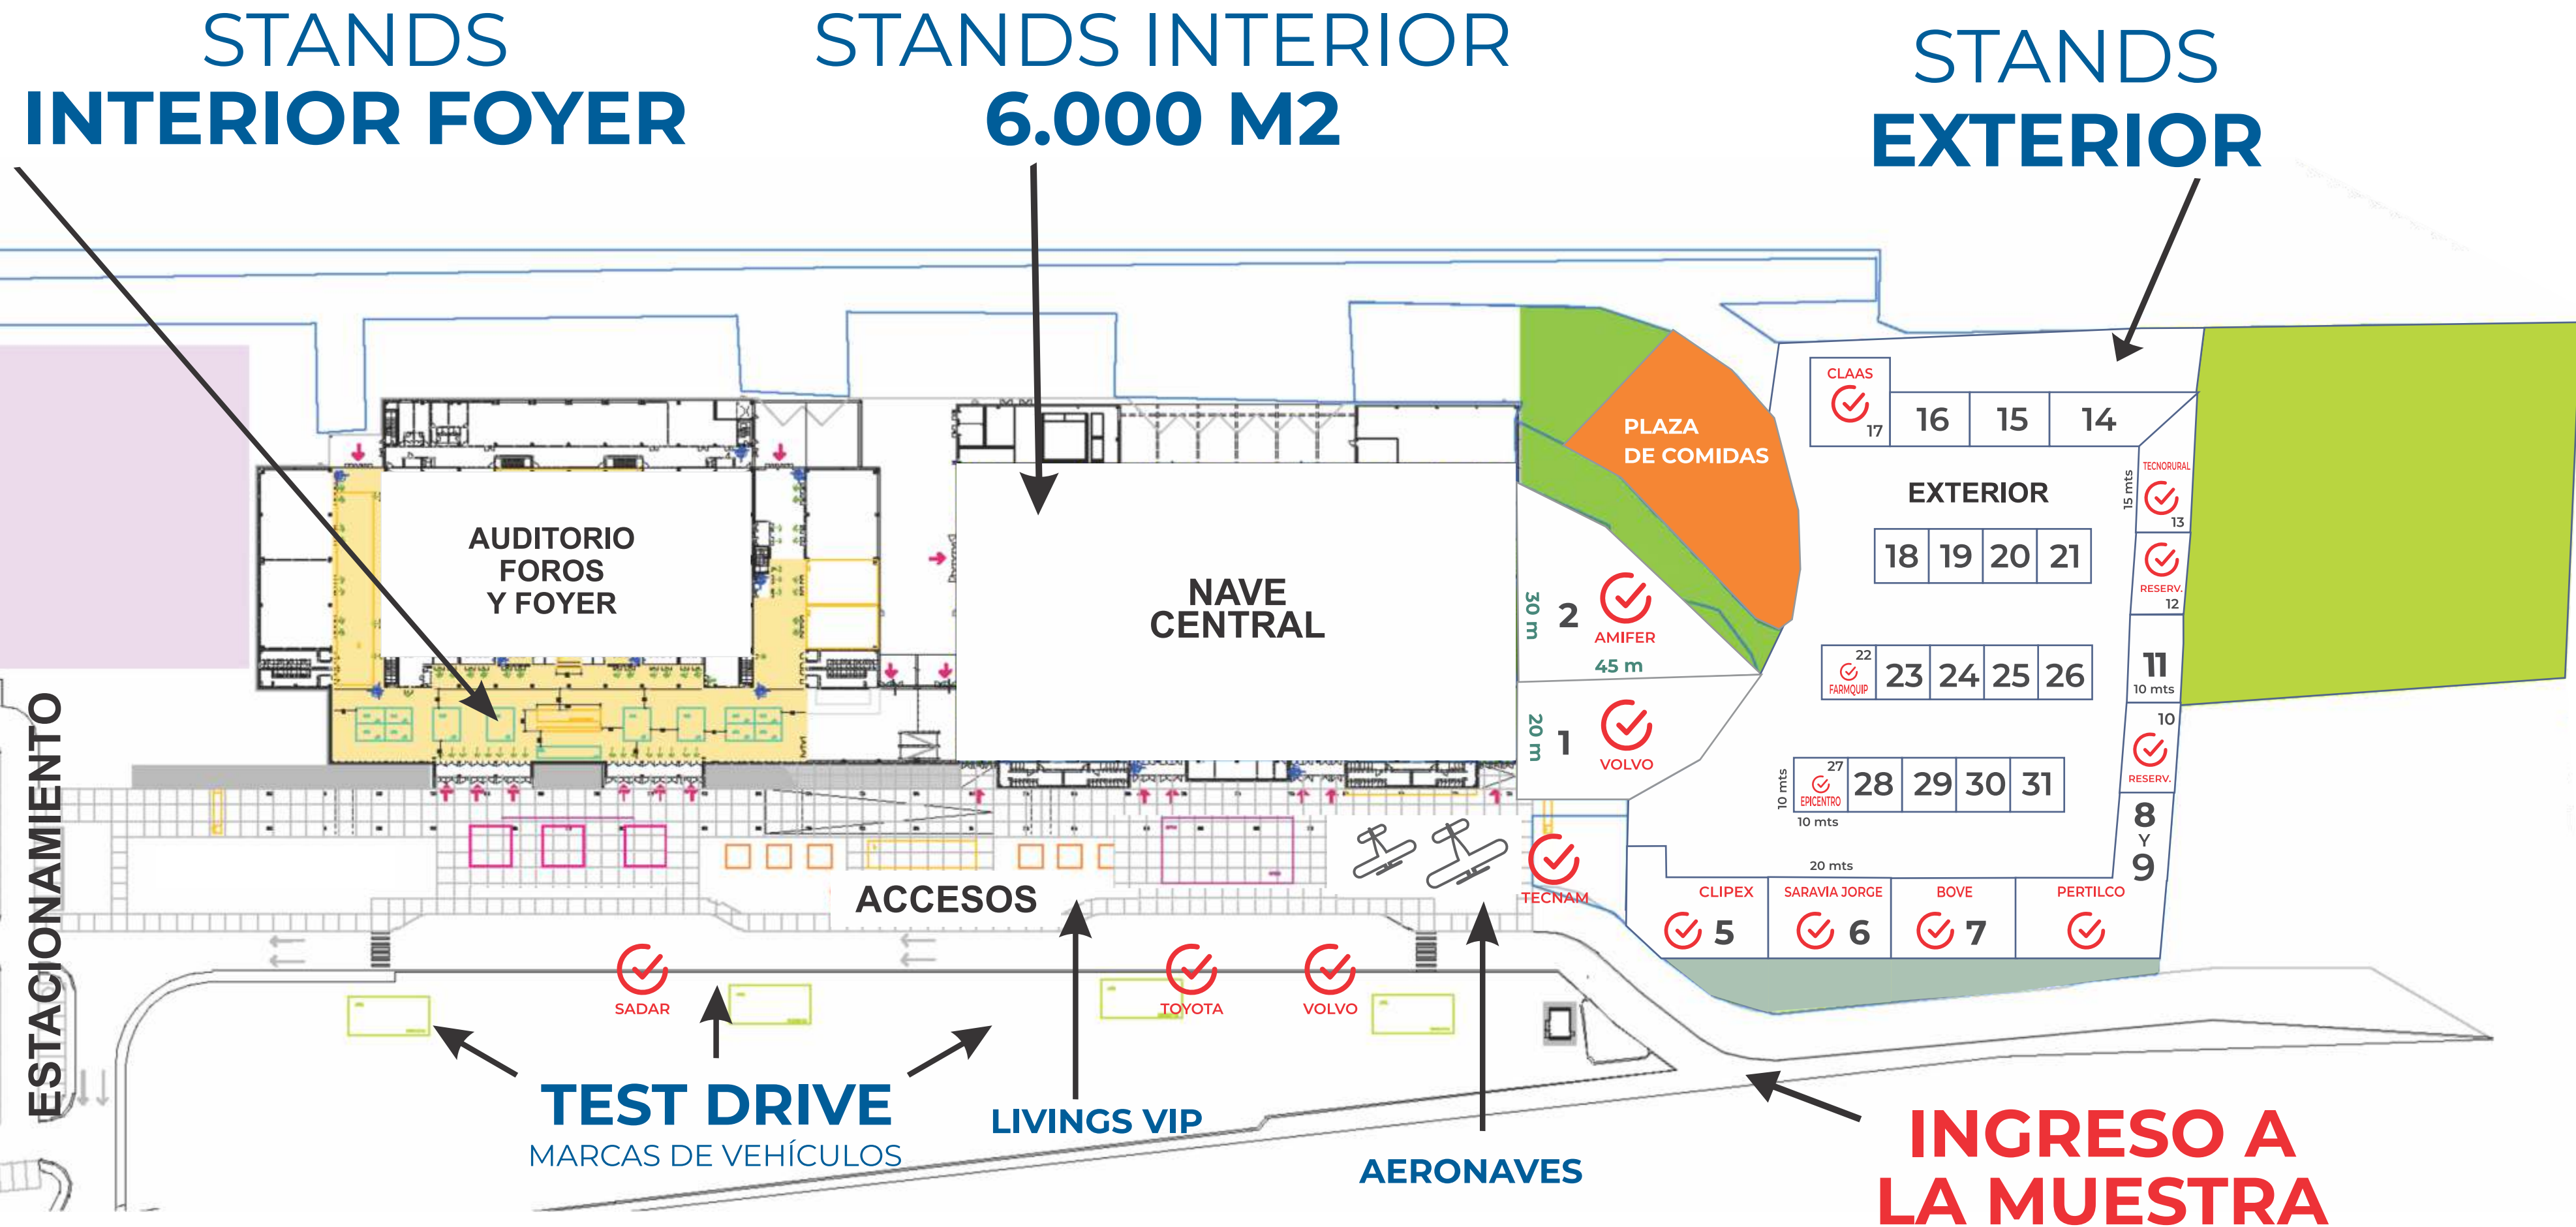 STANDS
INTERIOR FOYER
STANDS INTERIOR
6.000 M2
STANDS
EXTERIOR
CLAAS
17
16
15
14
PLAZA
DE COMIDAS
TECNORURAL
15 mts
13
EXTERIOR
AUDITORIO
FOROS
Y FOYER
NAVE
CENTRAL
18
19
20
21
RESERV.
12
30 m
2
AMIFER
45 m
22
FARMQUIP
23
24
25
26
11
10 mts
20 m
1
VOLVO
10
RESERV.
10 mts
27
EPICENTRO
28
29
30
31
10 mts
8
Y
9
20 mts
ESTACIONAMIENTO
ACCESOS
TECNAM
CLIPEX
5
SARAVIA JORGE
6
BOVE
7
PERTILCO
SADAR
TOYOTA
VOLVO
TEST DRIVE
MARCAS DE VEHÍCULOS
LIVINGS VIP
AERONAVES
INGRESO A
LA MUESTRA